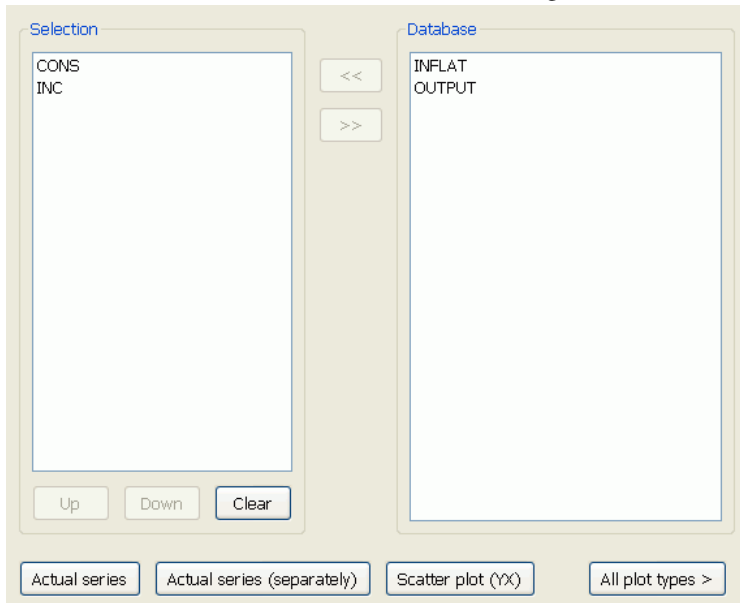 Selection
CONS
INC
<<
>>
Database
INFLAT
OUTPUT
Up Down Clear
Actual series Actual series (separately) Scatter plot (YX) All plot types >